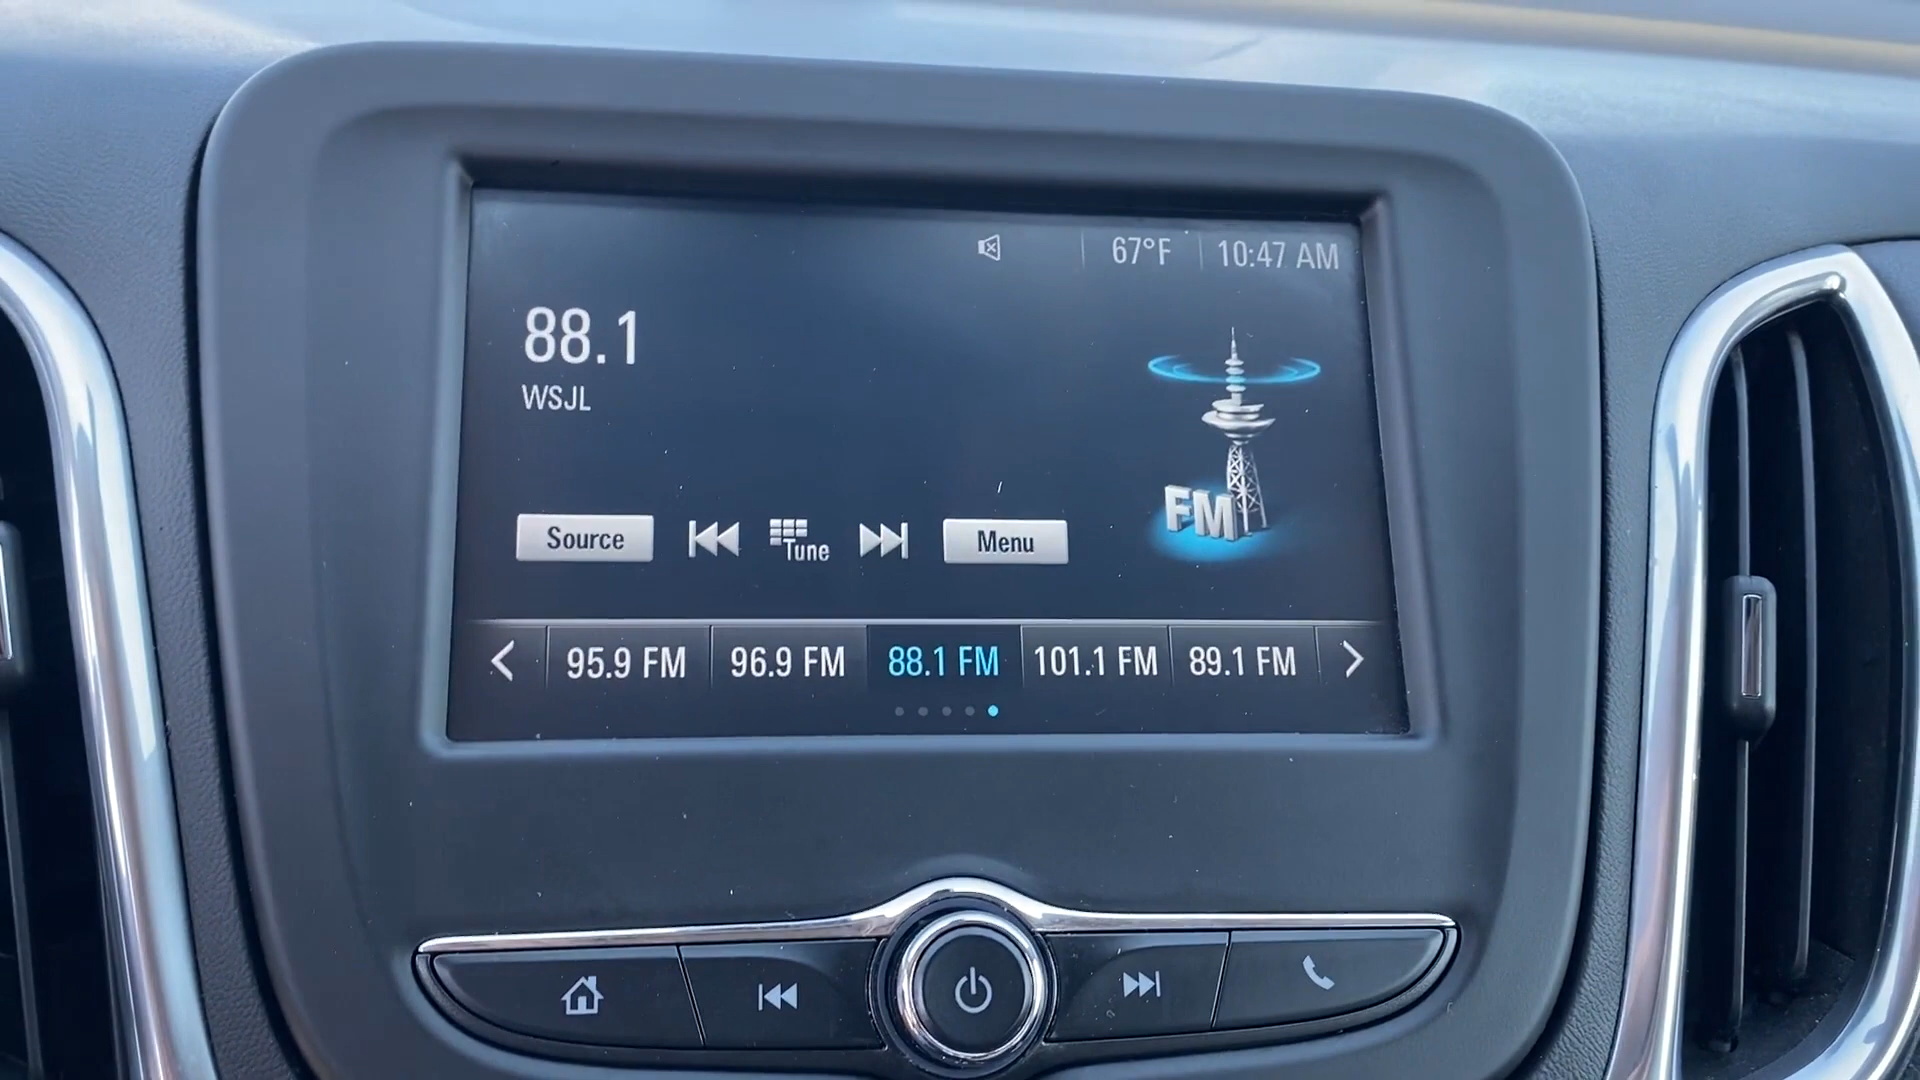 67°F 10:47 AM
88.1
WSJL
FM
Source Tune Menu
95.9 FM 96.9 FM 88.1 FM 101.1 FM 89.1 FM